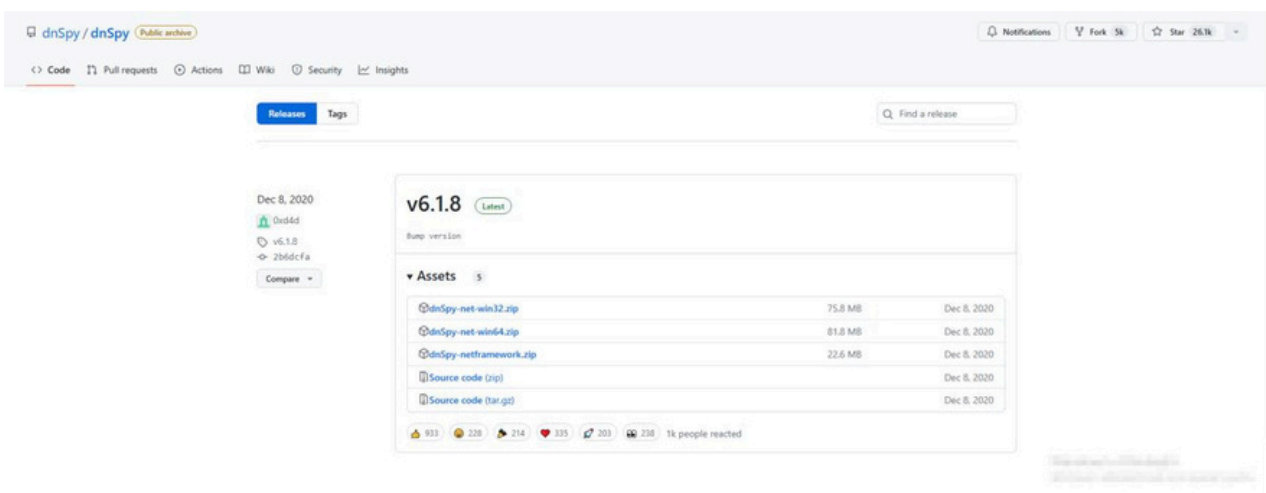 dnSpy / dnSpy Public archive
Notifications Fork 5k Star 26.1k
Code Pull requests Actions Wiki Security Insights
Releases Tags
Find a release
Dec 8, 2020
0xd4d
v6.1.8
2b6dcfa
Compare
v6.1.8 Latest
Bump version
Assets 5
dnSpy-net-win32.zip 75.8 MB Dec 8, 2020
dnSpy-net-win64.zip 81.8 MB Dec 8, 2020
dnSpy-netframework.zip 22.6 MB Dec 8, 2020
Source code (zip) Dec 8, 2020
Source code (tar.gz) Dec 8, 2020
933 228 214 335 203 238 1k people reacted